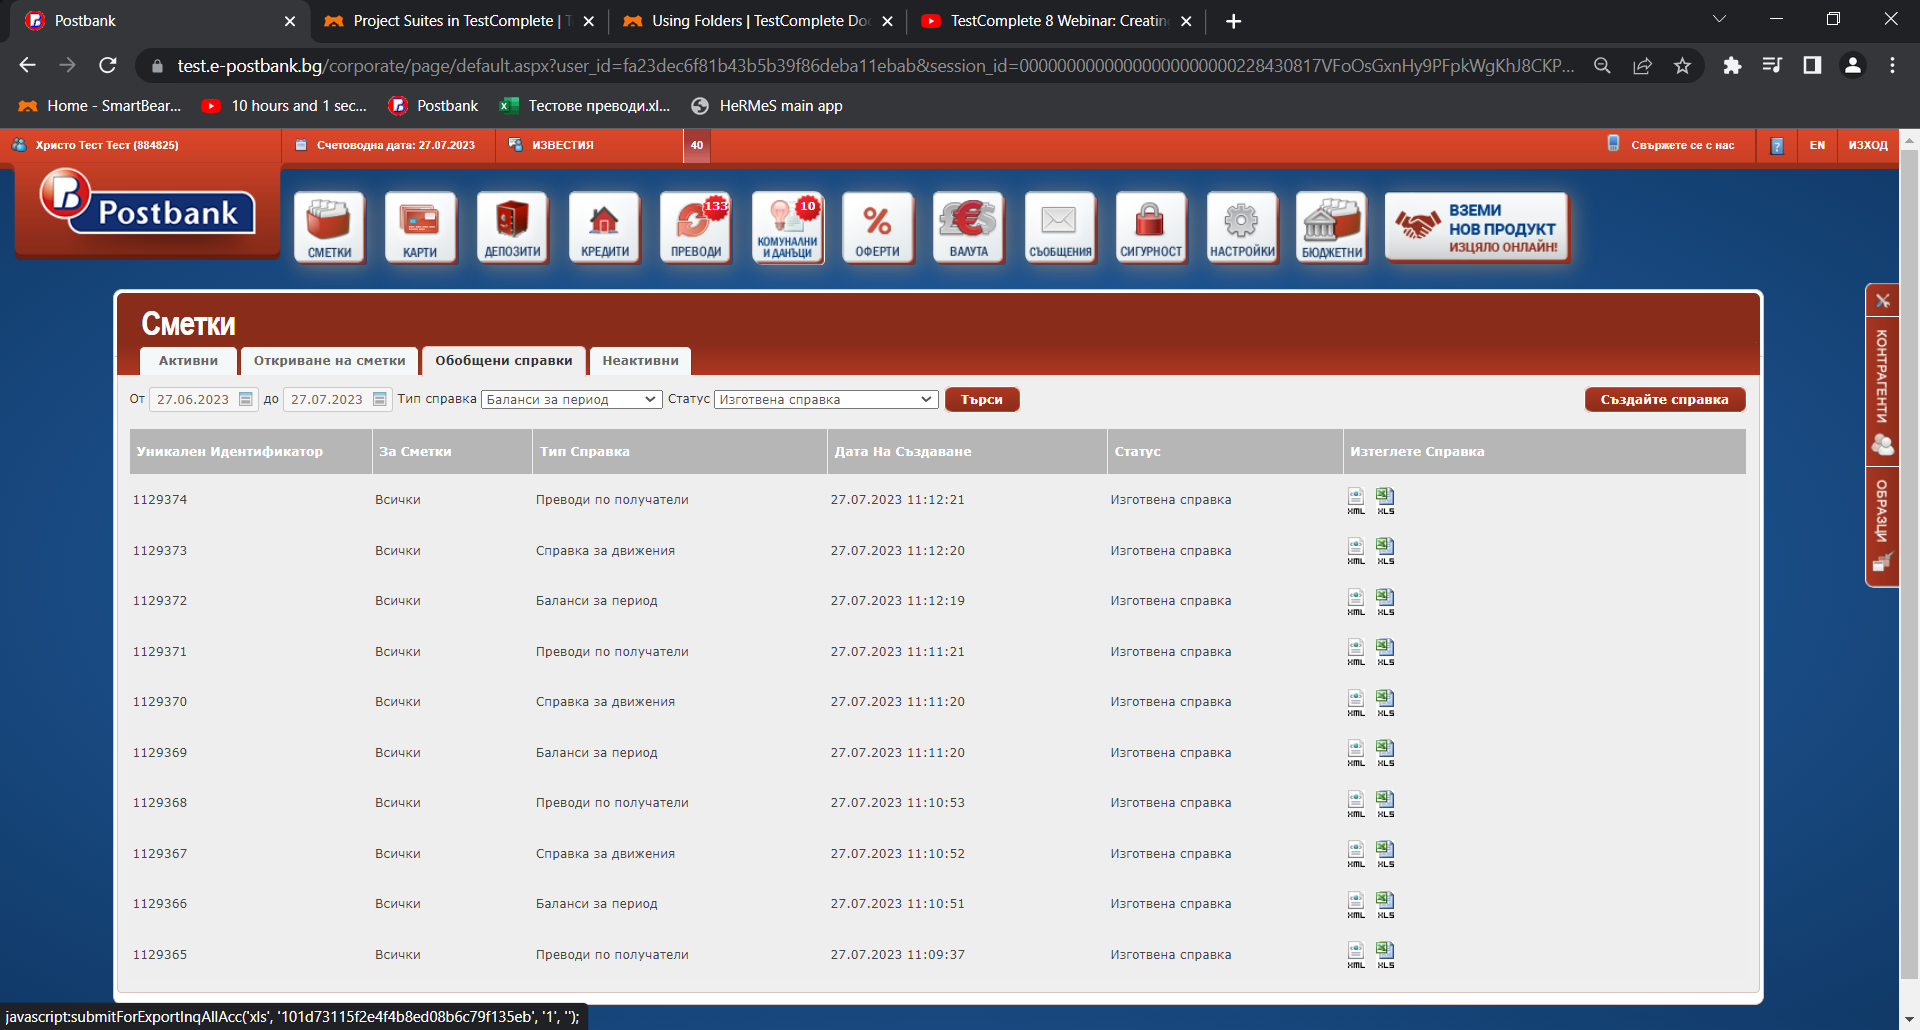 Postbank
Project Suites in TestComplete | T
Using Folders | TestComplete Do
TestComplete 8 Webinar: Creatin
test.e-postbank.bg/corporate/page/default.aspx?user_id=fa23dec6f81b43b5b39f86deba11ebab&session_id=0000000000000000000000228430817VFoOsGxnHy9PFpkWgKhJ8CKP...
Home - SmartBear...
10 hours and 1 sec...
Postbank
Тестове преводи.xl...
HeRMeS main app
Христо Тест Тест (884825)
Счетоводна дата: 27.07.2023
ИЗВЕСТИЯ
40
Свържете се с нас
?
EN
ИЗХОД
Postbank
СМЕТКИ
КАРТИ
ДЕПОЗИТИ
КРЕДИТИ
133
ПРЕВОДИ
10
КОМУНАЛНИ
И ДАНЪЦИ
%
ОФЕРТИ
ВАЛУТА
СЪОБЩЕНИЯ
СИГУРНОСТ
НАСТРОЙКИ
БЮДЖЕТНИ
ВЗЕМИ
НОВ ПРОДУКТ
ИЗЦЯЛО ОНЛАЙН!
КОНТРАГЕНТИ
ОБРАЗЦИ
Сметки
Активни
Откриване на сметки
Обобщени справки
Неактивни
От 27.06.2023 до 27.07.2023 Тип справка Баланси за период Статус Изготвена справка Търси Създайте справка
Уникален Идентификатор За Сметки Тип Справка Дата На Създаване Статус Изтеглете Справка
1129374 Всички Преводи по получатели 27.07.2023 11:12:21 Изготвена справка XML XLS
1129373 Всички Справка за движения 27.07.2023 11:12:20 Изготвена справка XML XLS
1129372 Всички Баланси за период 27.07.2023 11:12:19 Изготвена справка XML XLS
1129371 Всички Преводи по получатели 27.07.2023 11:11:21 Изготвена справка XML XLS
1129370 Всички Справка за движения 27.07.2023 11:11:20 Изготвена справка XML XLS
1129369 Всички Баланси за период 27.07.2023 11:11:20 Изготвена справка XML XLS
1129368 Всички Преводи по получатели 27.07.2023 11:10:53 Изготвена справка XML XLS
1129367 Всички Справка за движения 27.07.2023 11:10:52 Изготвена справка XML XLS
1129366 Всички Баланси за период 27.07.2023 11:10:51 Изготвена справка XML XLS
1129365 Всички Преводи по получатели 27.07.2023 11:09:37 Изготвена справка XML XLS
javascript:submitForExportInqAllAcc('xls', '101d73115f2e4f4b8ed08b6c79f135eb', '1', '');